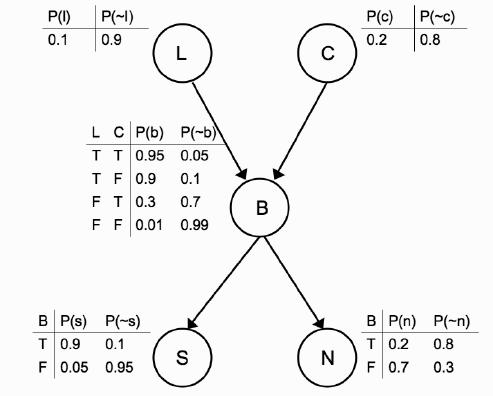 P(l) P(~l)
0.1 0.9
P(c) P(~c)
0.2 0.8
L
C
L C P(b) P(~b)
T T 0.95 0.05
T F 0.9 0.1
F T 0.3 0.7
F F 0.01 0.99
B
B P(s) P(~s)
T 0.9 0.1
F 0.05 0.95
S
N
B P(n) P(~n)
T 0.2 0.8
F 0.7 0.3